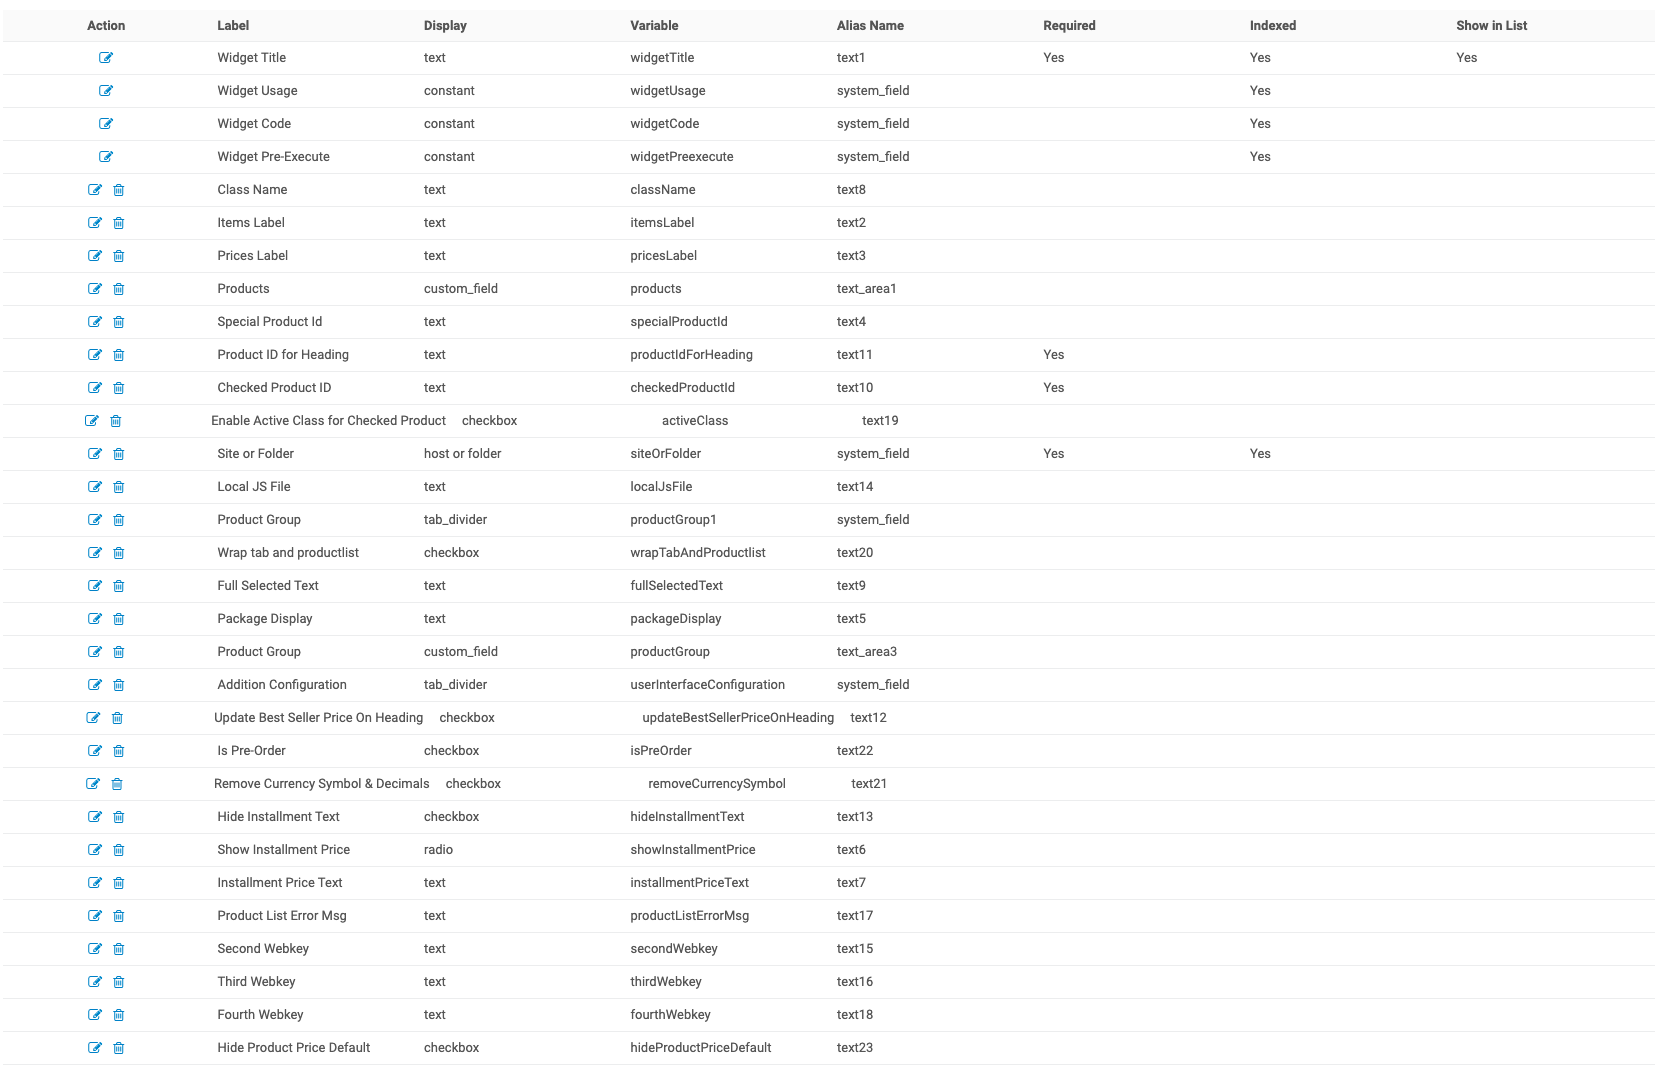 Action Label Display Variable Alias Name Required Indexed Show in List
Widget Title text widgetTitle text1 Yes Yes Yes
Widget Usage constant widgetUsage system_field Yes
Widget Code constant widgetCode system_field Yes
Widget Pre-Execute constant widgetPreexecute system_field Yes
Class Name text className text8
Items Label text itemsLabel text2
Prices Label text pricesLabel text3
Products custom_field products text_area1
Special Product Id text specialProductId text4
Product ID for Heading text productIdForHeading text11 Yes
Checked Product ID text checkedProductId text10 Yes
Enable Active Class for Checked Product checkbox activeClass text19
Site or Folder host or folder siteOrFolder system_field Yes Yes
Local JS File text localJsFile text14
Product Group tab_divider productGroup1 system_field
Wrap tab and productlist checkbox wrapTabAndProductlist text20
Full Selected Text text fullSelectedText text9
Package Display text packageDisplay text5
Product Group custom_field productGroup text_area3
Addition Configuration tab_divider userInterfaceConfiguration system_field
Update Best Seller Price On Heading checkbox updateBestSellerPriceOnHeading text12
Is Pre-Order checkbox isPreOrder text22
Remove Currency Symbol & Decimals checkbox removeCurrencySymbol text21
Hide Installment Text checkbox hideInstallmentText text13
Show Installment Price radio showInstallmentPrice text6
Installment Price Text text installmentPriceText text7
Product List Error Msg text productListErrorMsg text17
Second Webkey text secondWebkey text15
Third Webkey text thirdWebkey text16
Fourth Webkey text fourthWebkey text18
Hide Product Price Default checkbox hideProductPriceDefault text23